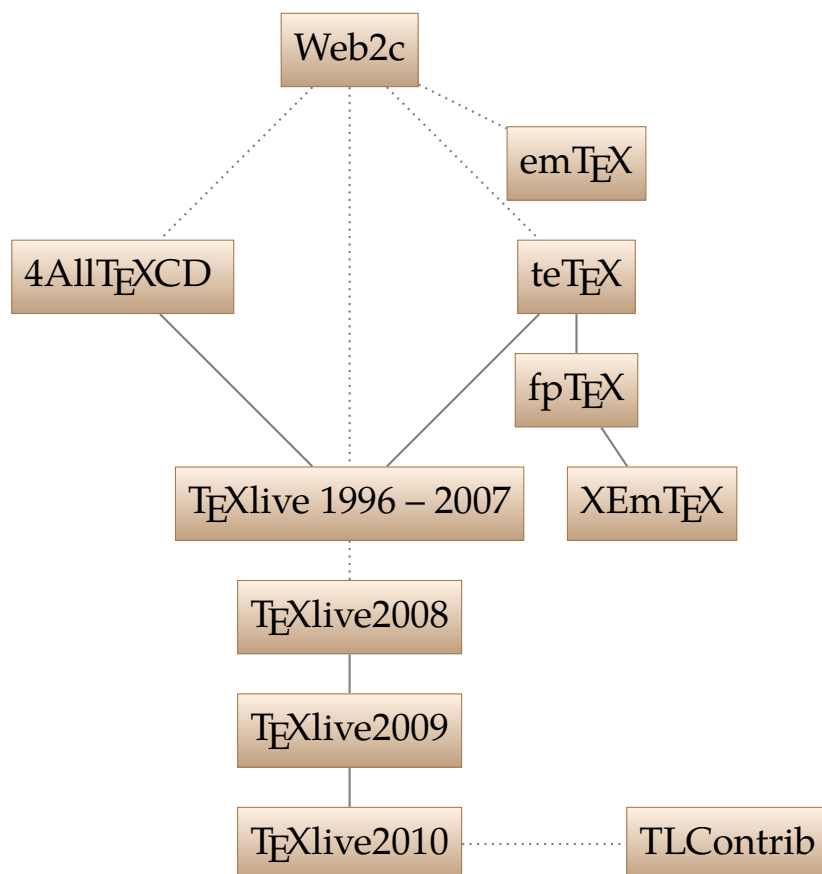 Web2c
emTEX
4AllTEXCD
teTEX
fpTEX
TEXlive 1996 – 2007
XEmTEX
TEXlive2008
TEXlive2009
TEXlive2010
TLContrib